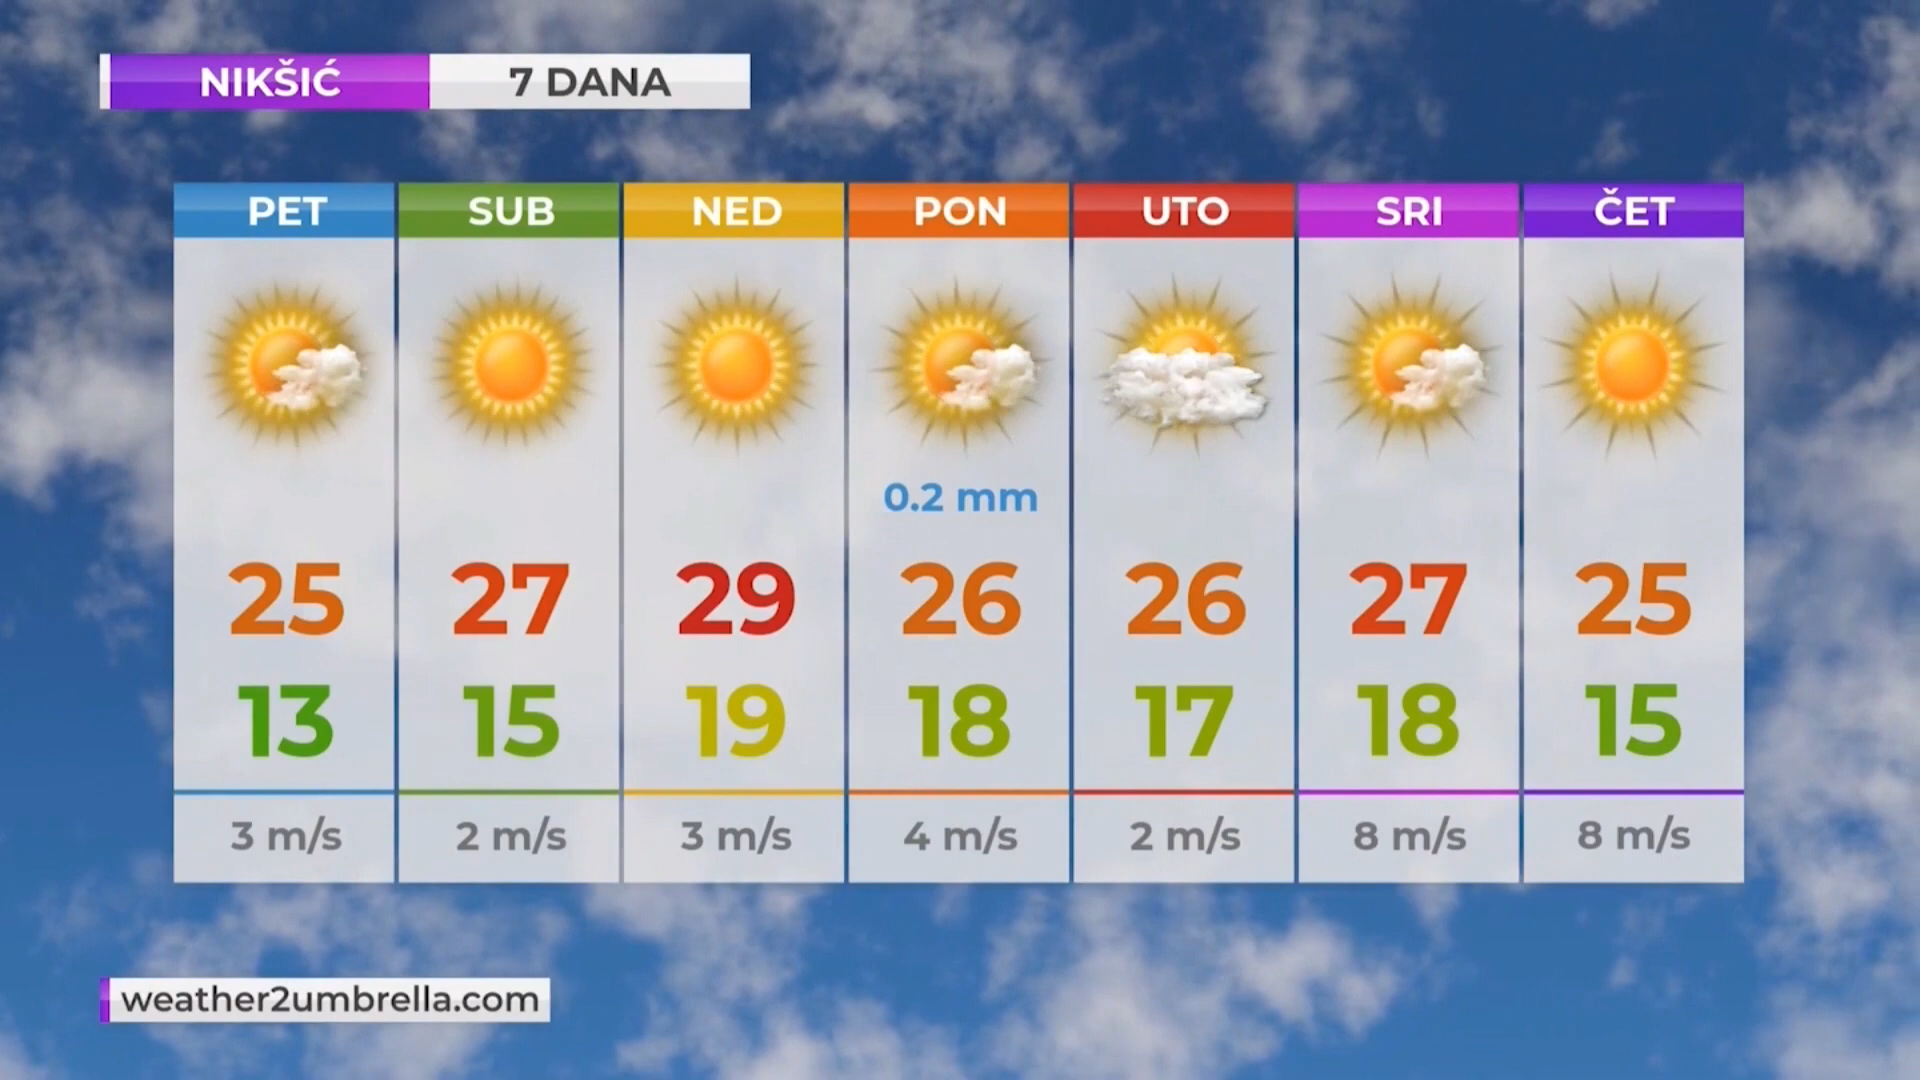 NIKŠIĆ 7 DANA
PET SUB NED PON UTO SRI ČET
0.2 mm
25 27 29 26 26 27 25
13 15 19 18 17 18 15
3 m/s 2 m/s 3 m/s 4 m/s 2 m/s 8 m/s 8 m/s
weather2umbrella.com